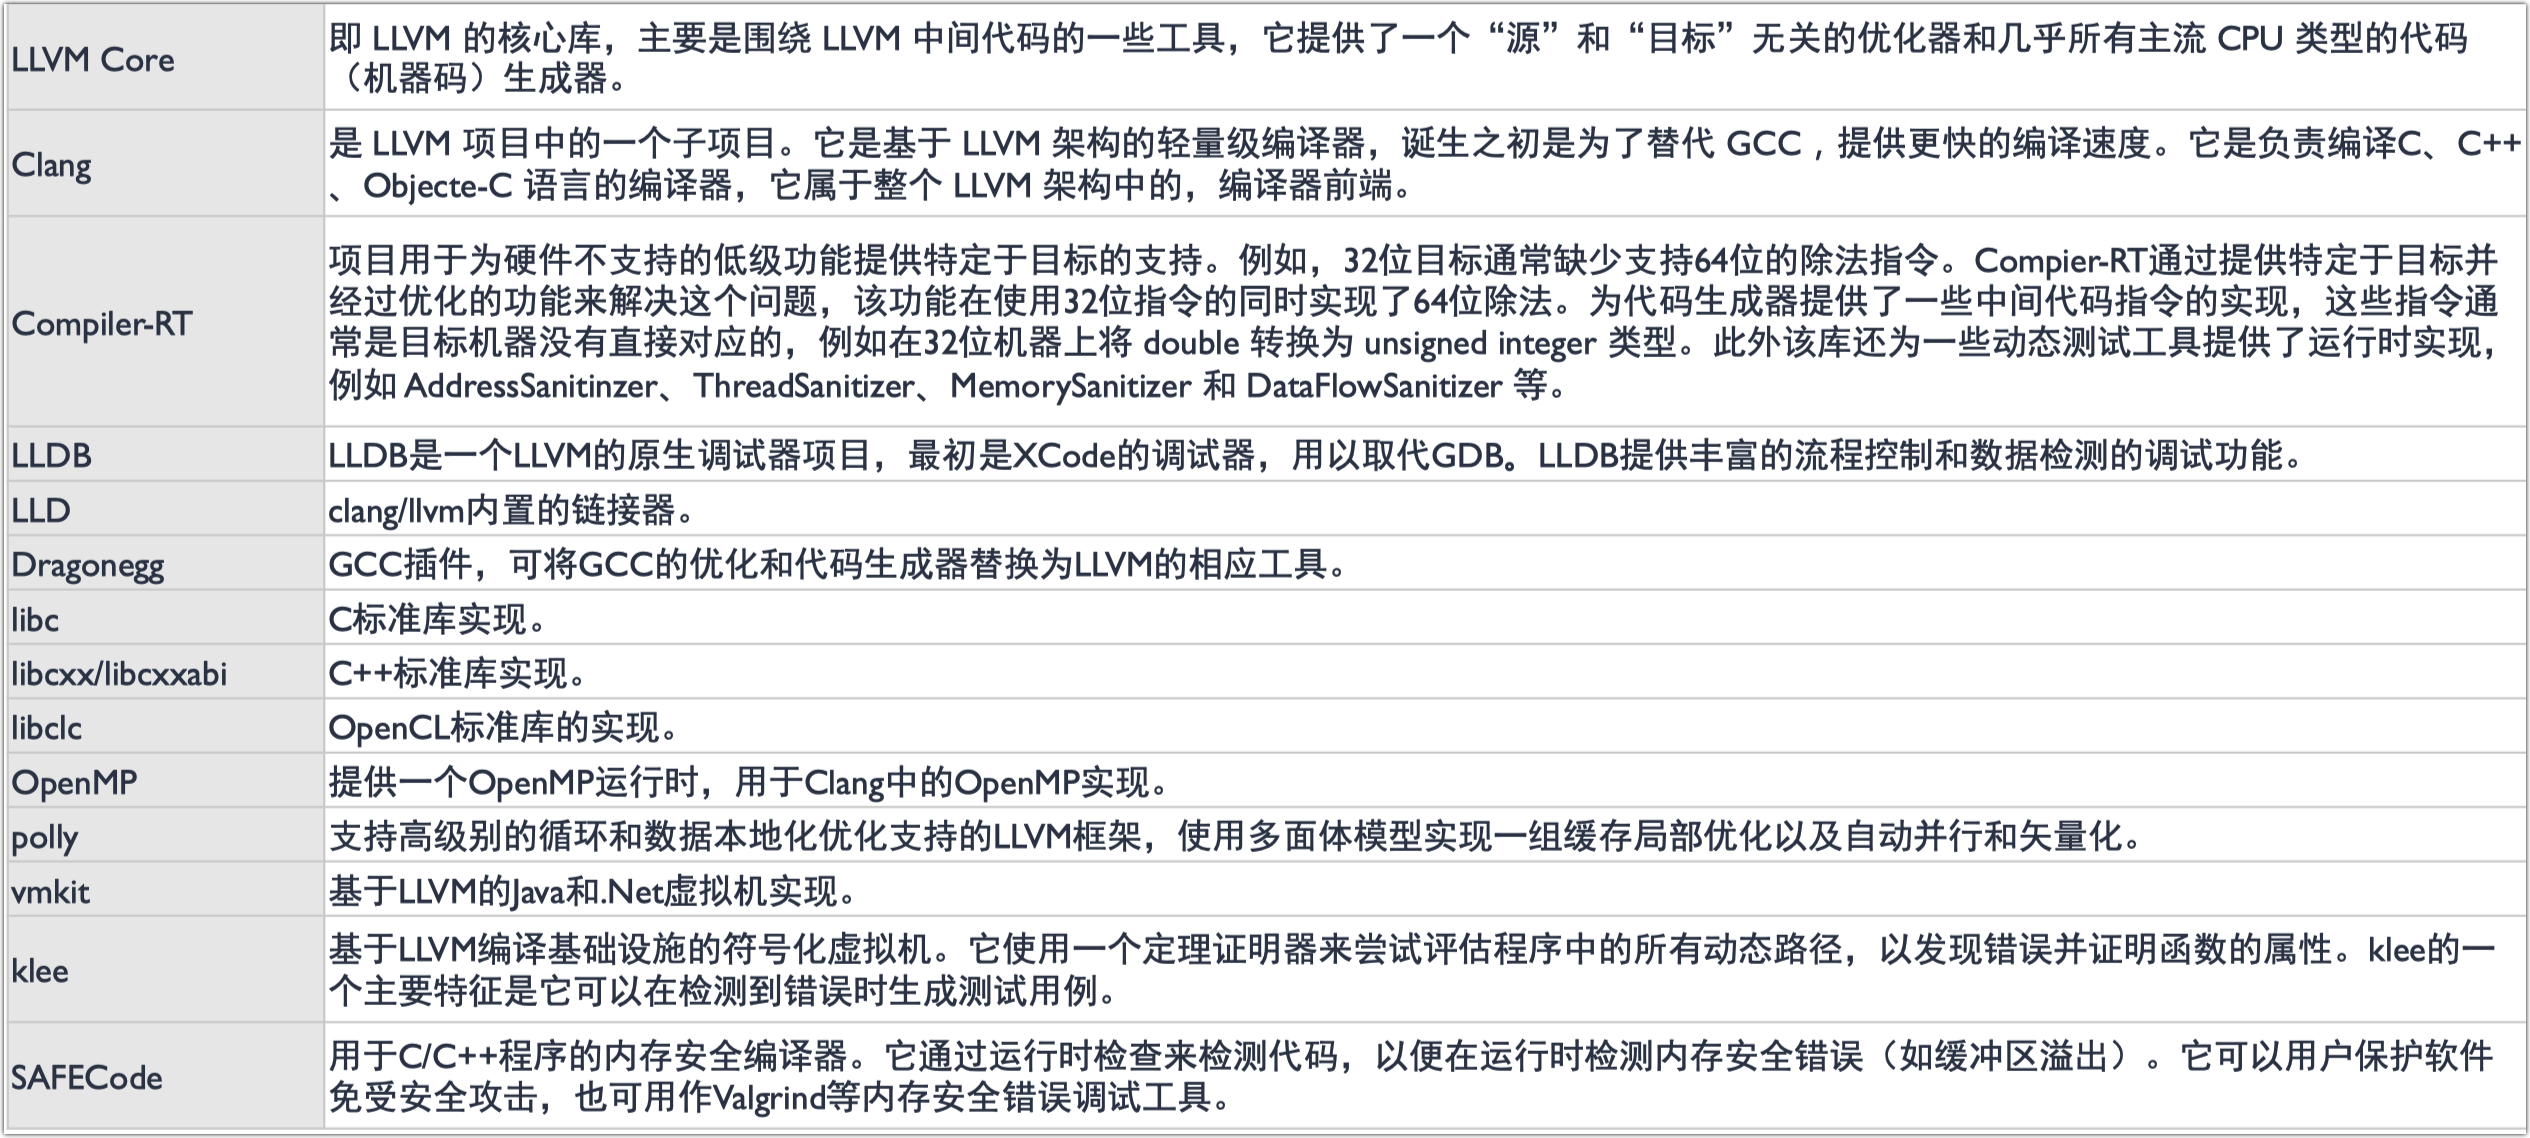 LLVM Core
即 LLVM 的核心库，主要是围绕 LLVM 中间代码的一些工具，它提供了一个“源”和“目标”无关的优化器和几乎所有主流 CPU 类型的代码
（机器码）生成器。
Clang
是 LLVM 项目中的一个子项目。它是基于 LLVM 架构的轻量级编译器，诞生之初是为了替代 GCC，提供更快的编译速度。它是负责编译C、C++
、Objecte-C 语言的编译器，它属于整个 LLVM 架构中的，编译器前端。
Compiler-RT
项目用于为硬件不支持的低级功能提供特定于目标的支持。例如，32位目标通常缺少支持64位的除法指令。Compier-RT通过提供特定于目标并
经过优化的功能来解决这个问题，该功能在使用32位指令的同时实现了64位除法。为代码生成器提供了一些中间代码指令的实现，这些指令通
常是目标机器没有直接对应的，例如在32位机器上将 double 转换为 unsigned integer 类型。此外该库还为一些动态测试工具提供了运行时实现，
例如 AddressSanitinzer、ThreadSanitizer、MemorySanitizer 和 DataFlowSanitizer 等。
LLDB
LLDB是一个LLVM的原生调试器项目，最初是XCode的调试器，用以取代GDB。LLDB提供丰富的流程控制和数据检测的调试功能。
LLD
clang/llvm内置的链接器。
Dragonegg
GCC插件，可将GCC的优化和代码生成器替换为LLVM的相应工具。
libc
C标准库实现。
libcxx/libcxxabi
C++标准库实现。
libclc
OpenCL标准库的实现。
OpenMP
提供一个OpenMP运行时，用于Clang中的OpenMP实现。
polly
支持高级别的循环和数据本地化优化支持的LLVM框架，使用多面体模型实现一组缓存局部优化以及自动并行和矢量化。
vmkit
基于LLVM的Java和.Net虚拟机实现。
klee
基于LLVM编译基础设施的符号化虚拟机。它使用一个定理证明器来尝试评估程序中的所有动态路径，以发现错误并证明函数的属性。klee的一
个主要特征是它可以在检测到错误时生成测试用例。
SAFECode
用于C/C++程序的内存安全编译器。它通过运行时检查来检测代码，以便在运行时检测内存安全错误（如缓冲区溢出）。它可以用户保护软件
免受安全攻击，也可用作Valgrind等内存安全错误调试工具。